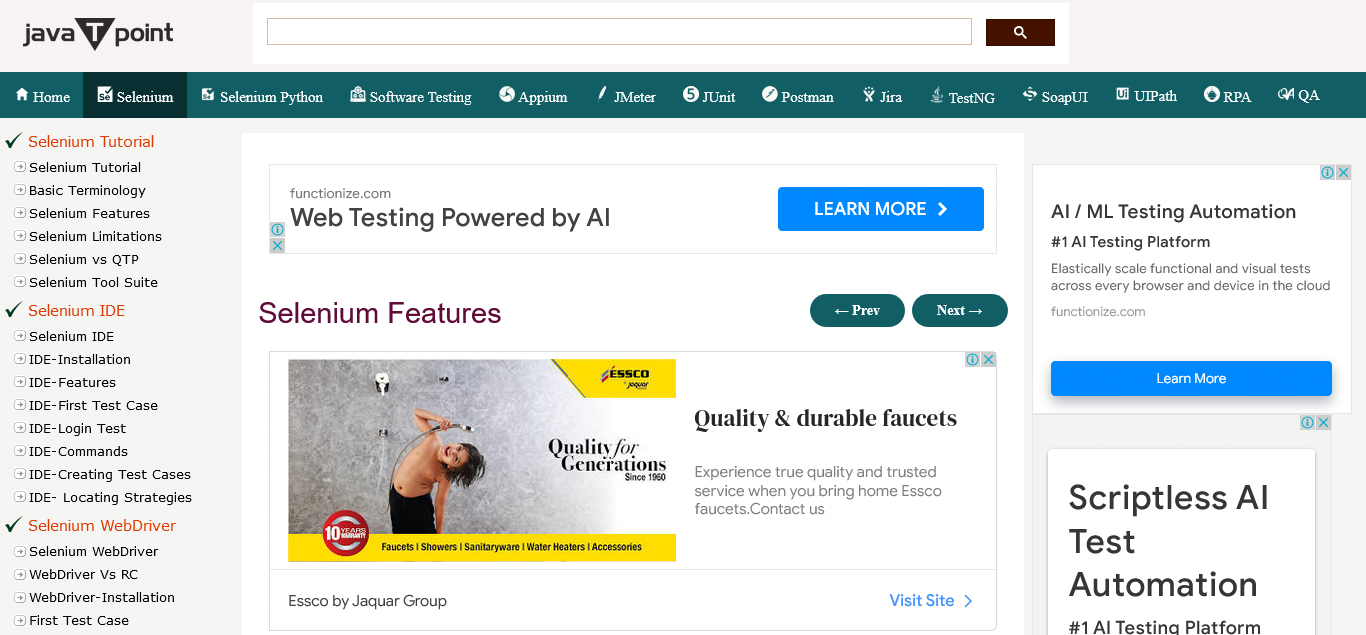 java T point
Home
Selenium
Selenium Python
Software Testing
Appium
JMeter
JUnit
Postman
Jira
TestNG
SoapUI
UIPath
RPA
QA
Selenium Tutorial
Selenium Tutorial
Basic Terminology
Selenium Features
Selenium Limitations
Selenium vs QTP
Selenium Tool Suite
Selenium IDE
Selenium IDE
IDE-Installation
IDE-Features
IDE-First Test Case
IDE-Login Test
IDE-Commands
IDE-Creating Test Cases
IDE- Locating Strategies
Selenium WebDriver
Selenium WebDriver
WebDriver Vs RC
WebDriver-Installation
First Test Case
functionize.com
Web Testing Powered by AI
LEARN MORE
Selenium Features
← Prev
Next →
ESSCO
by Jaquar
Quality for
Generations
Since 1960
10 YEARS
WARRANTY
Faucets I Showers I Sanitaryware I Water Heaters I Accessories
Quality & durable faucets
Experience true quality and trusted
service when you bring home Essco
faucets.Contact us
Essco by Jaquar Group
Visit Site
AI / ML Testing Automation
#1 AI Testing Platform
Elastically scale functional and visual tests
across every browser and device in the cloud
functionize.com
Learn More
Scriptless AI
Test
Automation
#1 AI Testing Platform